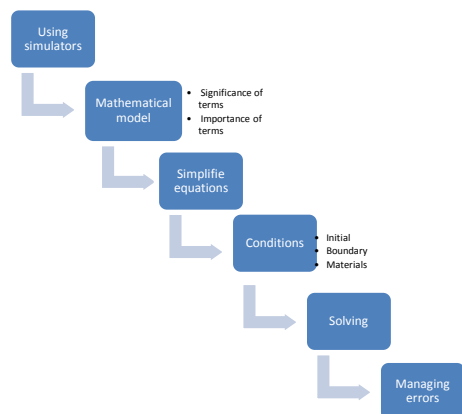 Using
simulators
Mathematical
model
• Significance of
terms
• Importance of
terms
Simplifie
equations
Conditions
• Initial
• Boundary
• Materials
Solving
Managing
errors